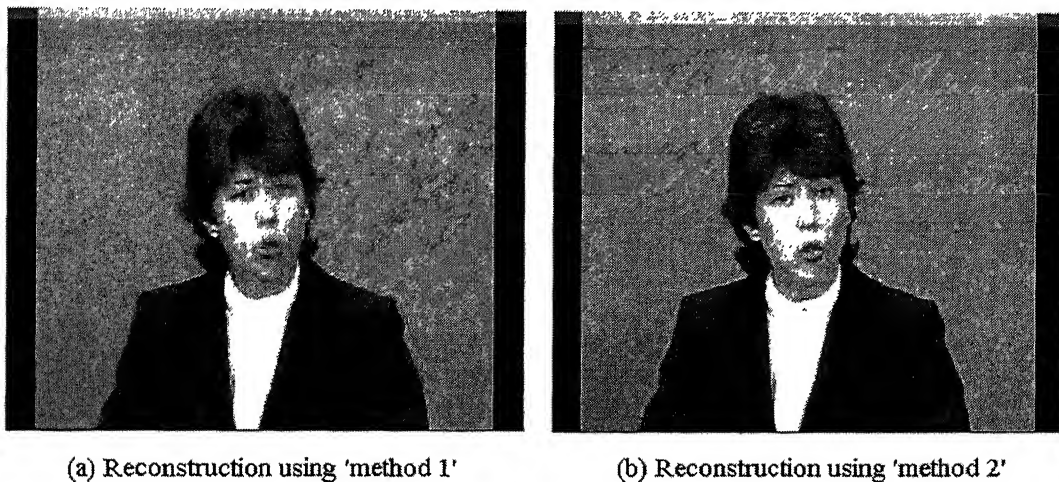 (a) Reconstruction using 'method 1'
(b) Reconstruction using 'method 2'